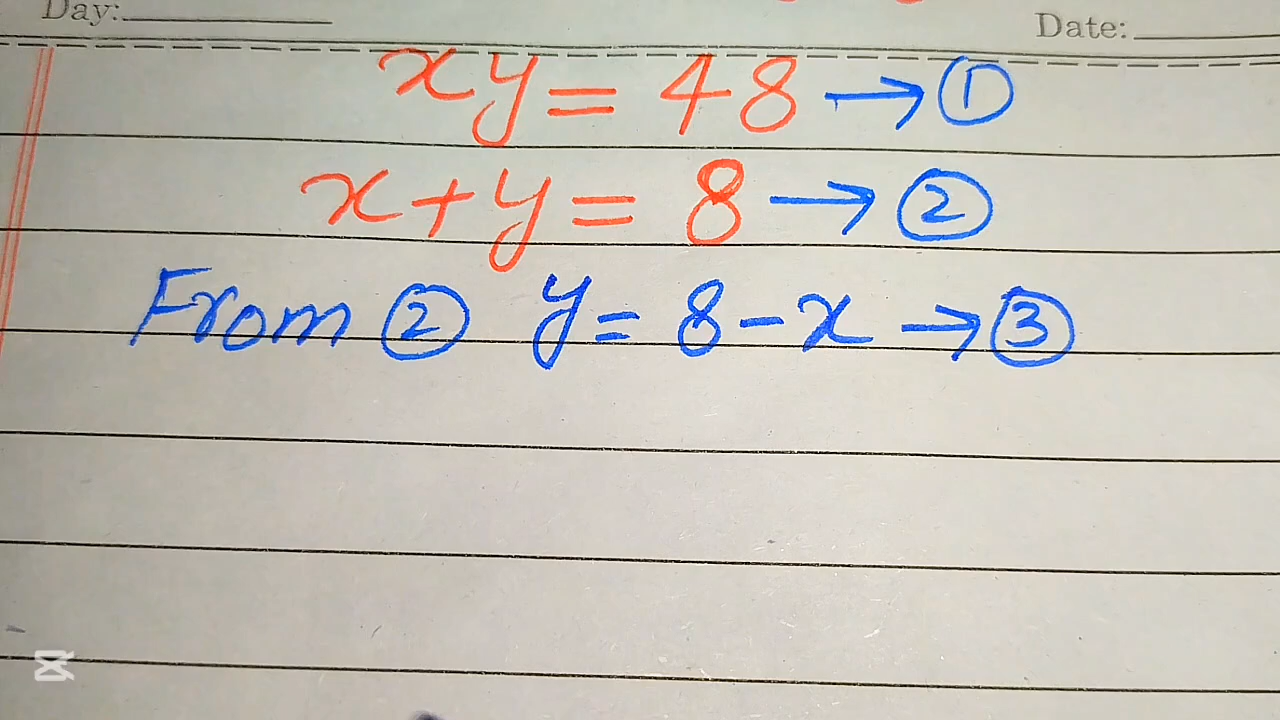 Day:
Date:
xy = 48 → ①
x + y = 8 → ②
From ② y = 8 - x → ③